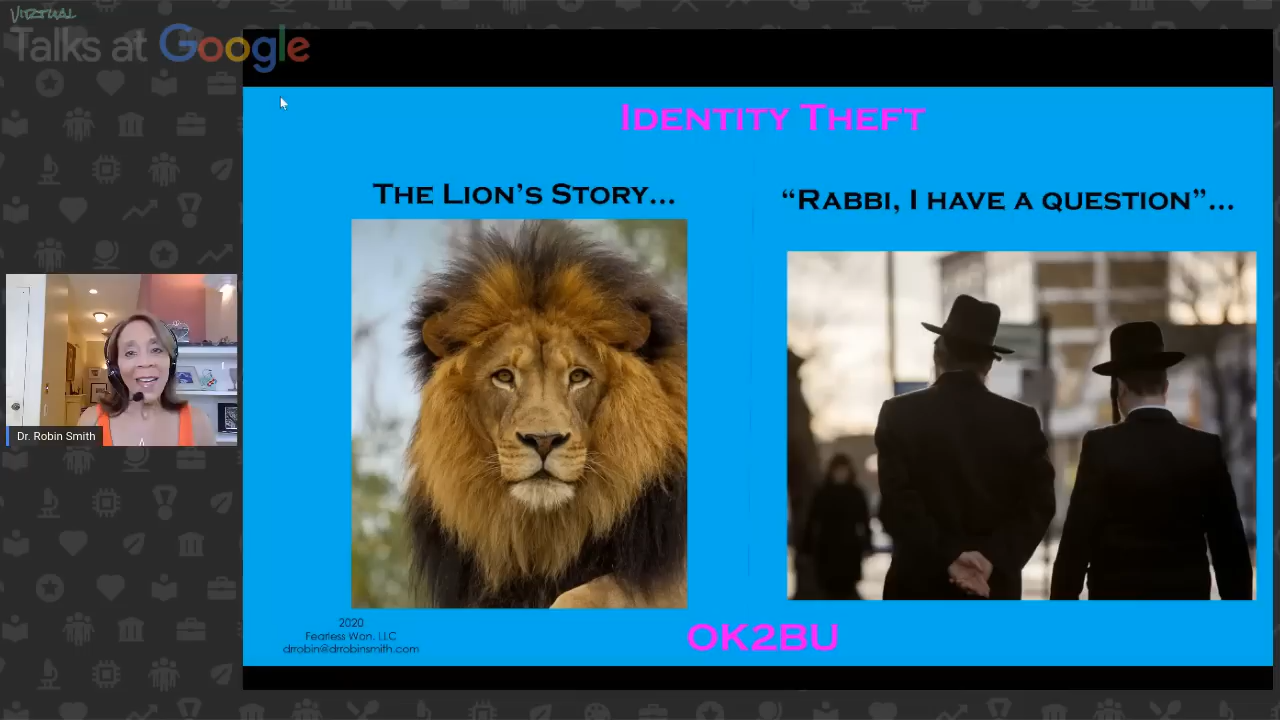 VIRTUAL
Talks at Google
IDENTITY THEFT
THE LION'S STORY...
“RABBI, I HAVE A QUESTION”...
Dr. Robin Smith
2020
Fearless Won, LLC
drrobin@drrobinsmith.com
OK2BU